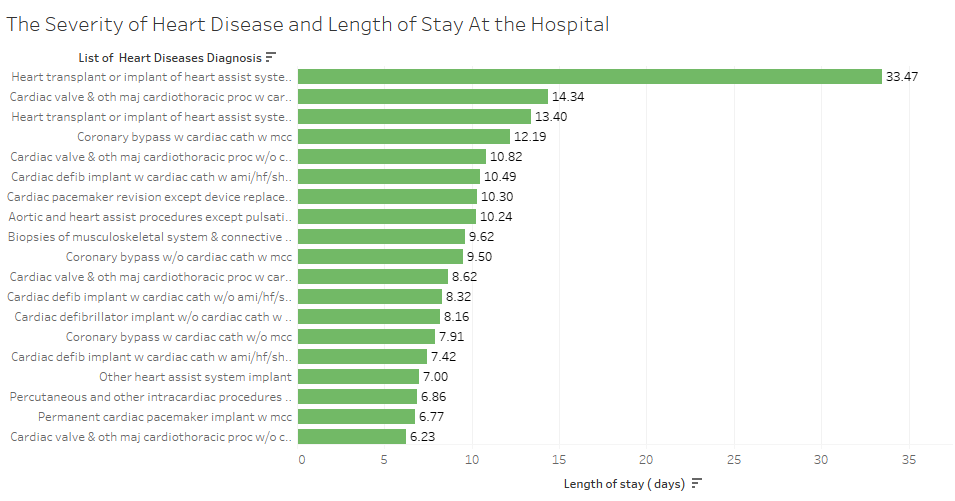 The Severity of Heart Disease and Length of Stay At the Hospital
List of Heart Diseases Diagnosis
Heart transplant or implant of heart assist syste.. 33.47
Cardiac valve & oth maj cardiothoracic proc w car.. 14.34
Heart transplant or implant of heart assist syste.. 13.40
Coronary bypass w cardiac cath w mcc 12.19
Cardiac valve & oth maj cardiothoracic proc w/o c.. 10.82
Cardiac defib implant w cardiac cath w ami/hf/sh.. 10.49
Cardiac pacemaker revision except device replace.. 10.30
Aortic and heart assist procedures except pulsati.. 10.24
Biopsies of musculoskeletal system & connective .. 9.62
Coronary bypass w/o cardiac cath w mcc 9.50
Cardiac valve & oth maj cardiothoracic proc w car.. 8.62
Cardiac defib implant w cardiac cath w/o ami/hf/s.. 8.32
Cardiac defibrillator implant w/o cardiac cath w .. 8.16
Coronary bypass w cardiac cath w/o mcc 7.91
Cardiac defib implant w cardiac cath w ami/hf/sh.. 7.42
Other heart assist system implant 7.00
Percutaneous and other intracardiac procedures .. 6.86
Permanent cardiac pacemaker implant w mcc 6.77
Cardiac valve & oth maj cardiothoracic proc w/o c.. 6.23
0 5 10 15 20 25 30 35
Length of stay ( days)